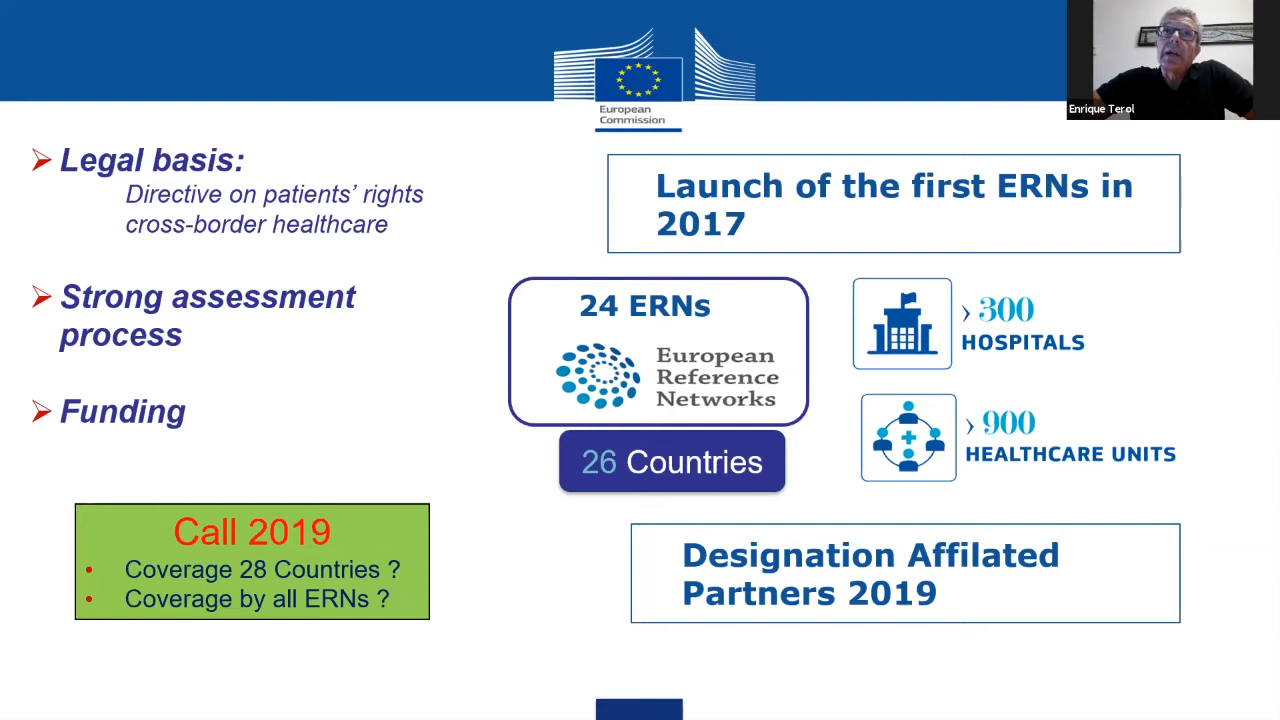 Enrique Terol
European
Commission
➢ Legal basis:
Directive on patients’ rights
cross-border healthcare
➢ Strong assessment
process
➢ Funding
Call 2019
• Coverage 28 Countries ?
• Coverage by all ERNs ?
Launch of the first ERNs in
2017
24 ERNs
European
Reference
Networks
26 Countries
› 300
HOSPITALS
› 900
HEALTHCARE UNITS
Designation Affilated
Partners 2019